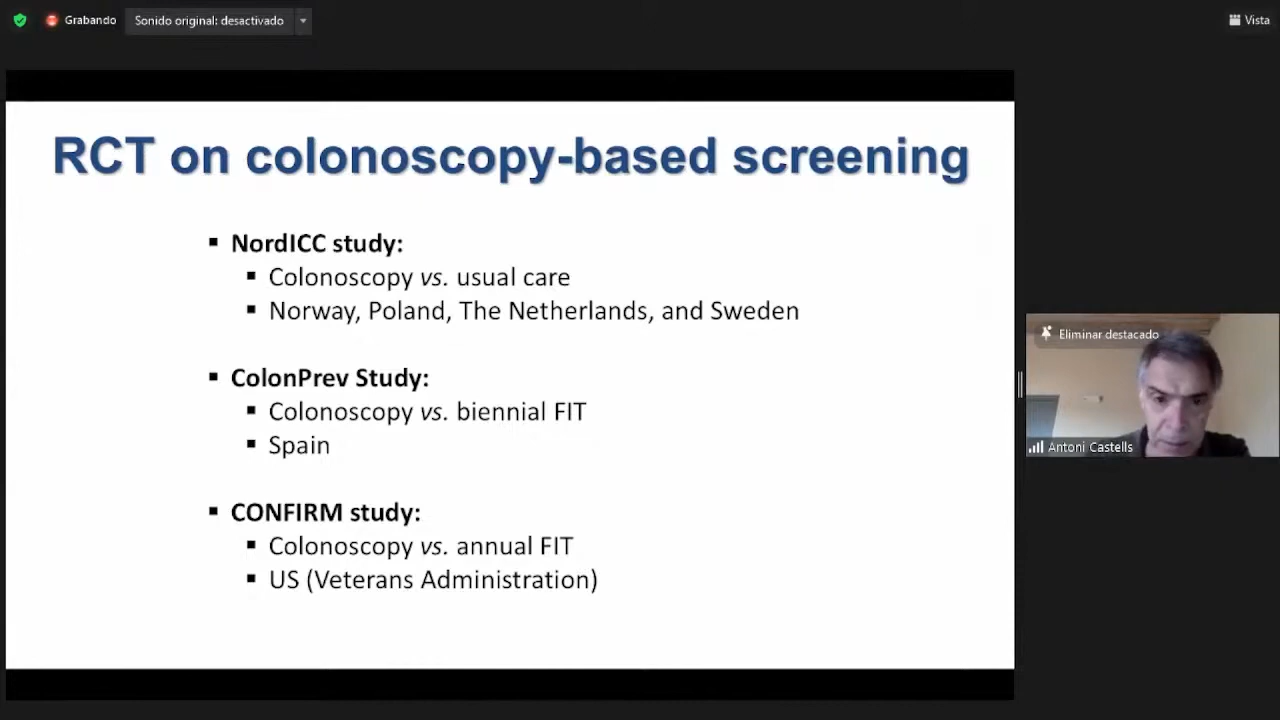 Grabando
Sonido original: desactivado
Vista
RCT on colonoscopy-based screening
▪ NordICC study:
▪ Colonoscopy vs. usual care
▪ Norway, Poland, The Netherlands, and Sweden
▪ ColonPrev Study:
▪ Colonoscopy vs. biennial FIT
▪ Spain
▪ CONFIRM study:
▪ Colonoscopy vs. annual FIT
▪ US (Veterans Administration)
Eliminar destacado
Antoni Castells